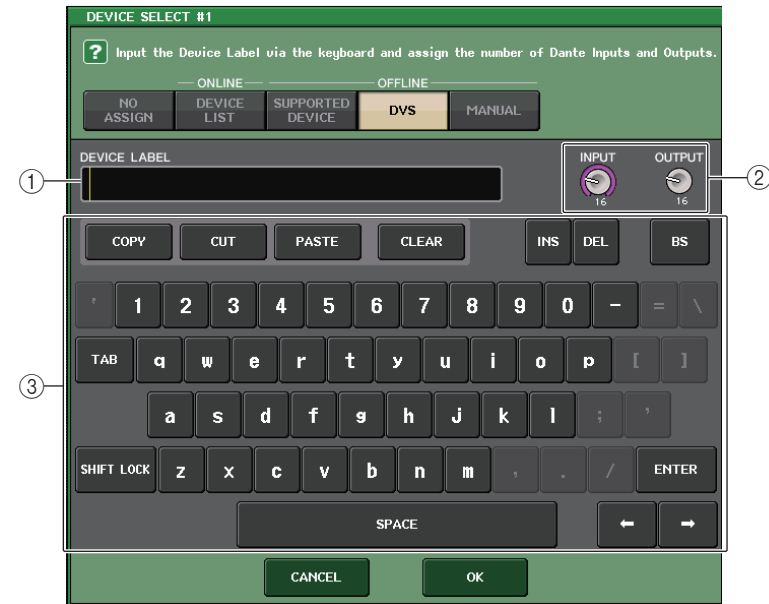 DEVICE SELECT #1
? Input the Device Label via the keyboard and assign the number of Dante Inputs and Outputs.
ONLINE OFFLINE
NO ASSIGN DEVICE LIST SUPPORTED DEVICE DVS MANUAL
DEVICE LABEL INPUT OUTPUT
① ②
16 16
COPY CUT PASTE CLEAR INS DEL BS
' 1 2 3 4 5 6 7 8 9 0 - = \
TAB q w e r t y u i o p [ ]
③
a s d f g h j k l ; '
SHIFT LOCK z x c v b n m , . / ENTER
SPACE ← →
CANCEL OK